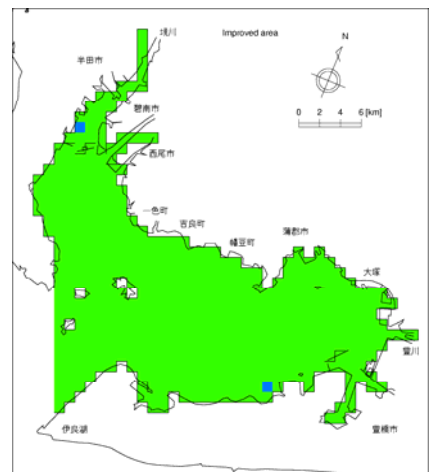 境川
Improved area
N
半田市
0 2 4 6 [km]
碧南市
西尾市
一色町
吉良町
幡豆町
蒲郡市
大塚
豊川
伊良湖
豊橋市